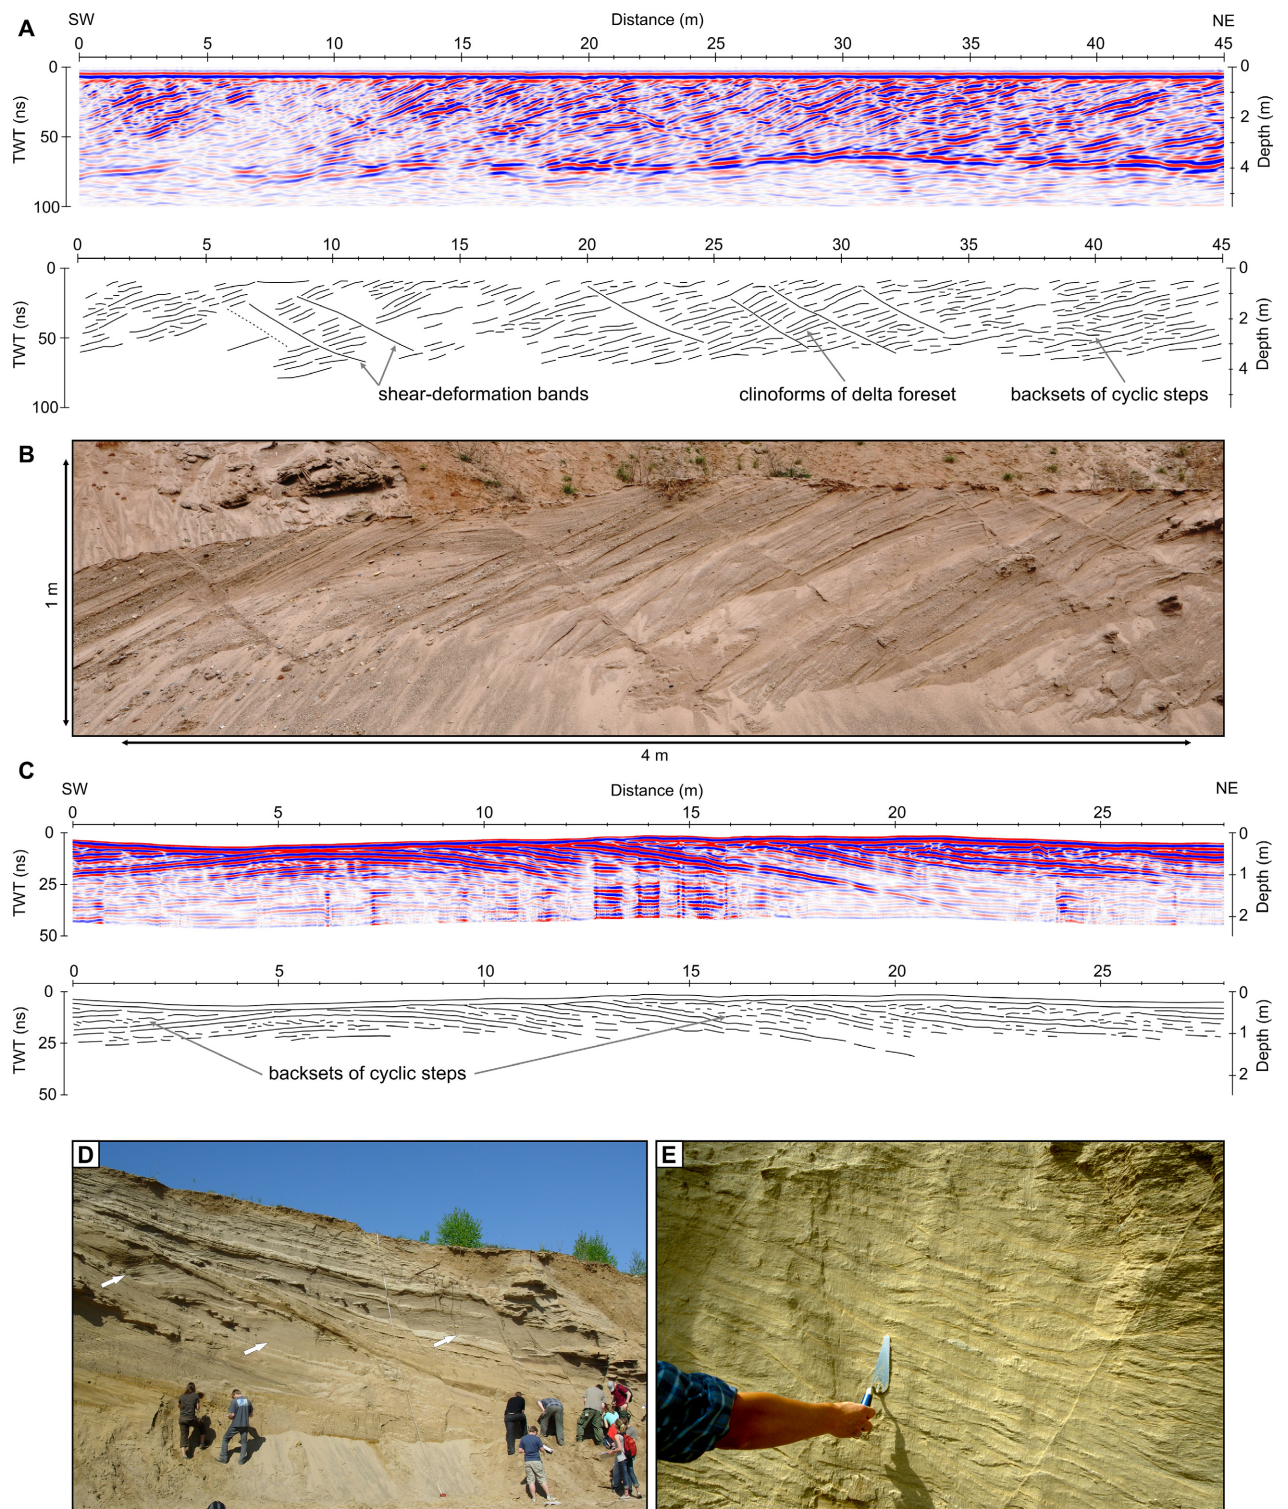 A
SW
Distance (m)
NE
0 5 10 15 20 25 30 35 40 45
TWT (ns)
0
50
100
0
2
4
Depth (m)
0 5 10 15 20 25 30 35 40 45
TWT (ns)
0
50
100
0
2
4
Depth (m)
shear-deformation bands
clinoforms of delta foreset
backsets of cyclic steps
B
1 m
4 m
C
SW
Distance (m)
NE
0 5 10 15 20 25
TWT (ns)
0
25
50
0
1
2
Depth (m)
0 5 10 15 20 25
TWT (ns)
0
25
50
0
1
2
Depth (m)
backsets of cyclic steps
D
E